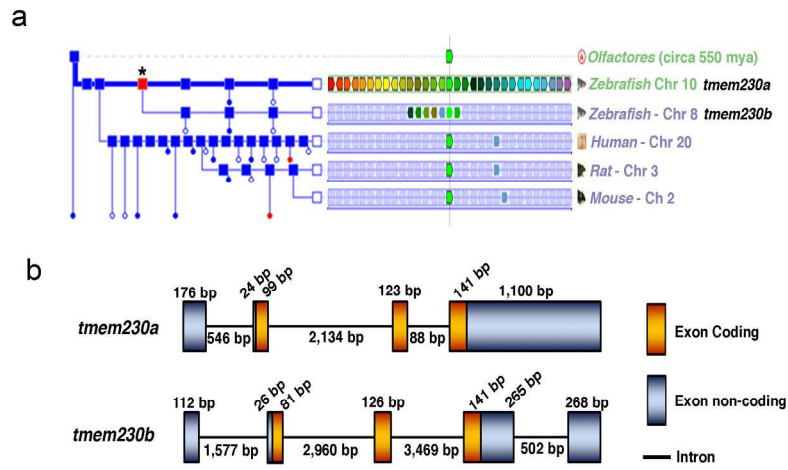 a
*
Olfactores (circa 550 mya)
Zebrafish Chr 10 tmem230a
Zebrafish - Chr 8 tmem230b
Human - Chr 20
Rat - Chr 3
Mouse - Ch 2
b
176 bp 24 bp 99 bp 123 bp 141 bp 1,100 bp
tmem230a
546 bp 2,134 bp 88 bp
Exon Coding
112 bp 26 bp 81 bp 126 bp 141 bp 265 bp 268 bp
Exon non-coding
tmem230b
1,577 bp 2,960 bp 3,469 bp 502 bp
Intron